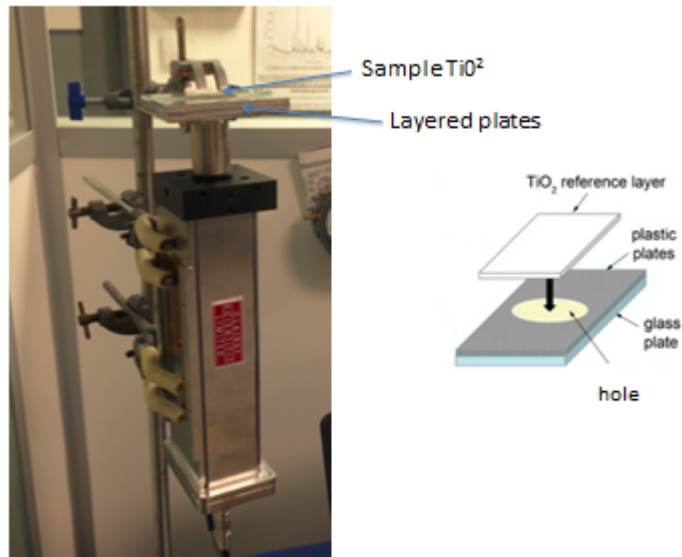 Sample Ti0²
Layered plates
TiO₂ reference layer
plastic
plates
glass
plate
hole